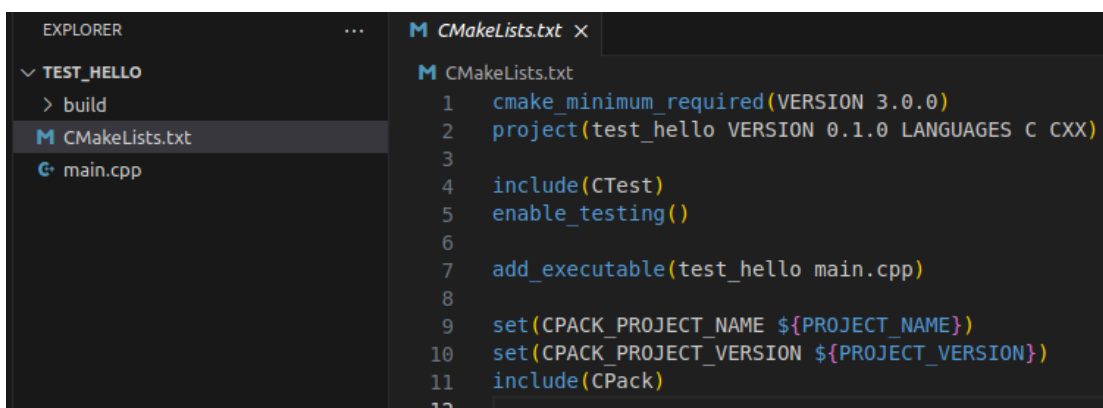 EXPLORER
TEST_HELLO
build
M CMakeLists.txt
main.cpp
M CMakeLists.txt
M CMakeLists.txt
1 cmake_minimum_required(VERSION 3.0.0)
2 project(test_hello VERSION 0.1.0 LANGUAGES C CXX)
3
4 include(CTest)
5 enable_testing()
6
7 add_executable(test_hello main.cpp)
8
9 set(CPACK_PROJECT_NAME ${PROJECT_NAME})
10 set(CPACK_PROJECT_VERSION ${PROJECT_VERSION})
11 include(CPack)
12